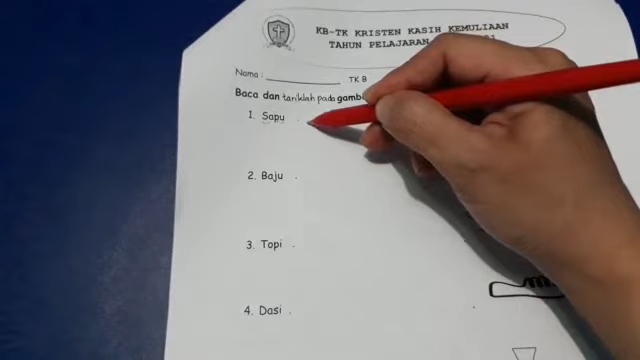 KB-TK KRISTEN KASIH KEMULIAAN
TAHUN PELAJARAN
Nama :
TK B
Baca dan tariklah pada
1. Sapu
2. Baju
3. Topi
4. Dasi